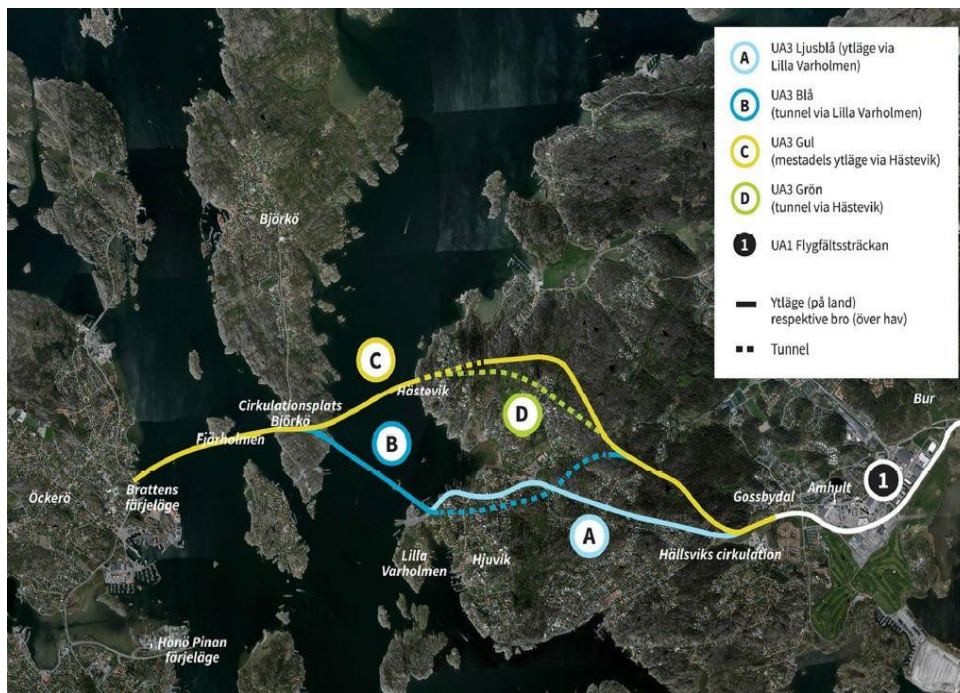 A
UA3 Ljusblå (ytläge via
Lilla Varholmen)
B
UA3 Blå
(tunnel via Lilla Varholmen)
C
UA3 Gul
(mestadels ytläge via Hästevik)
D
UA3 Grön
(tunnel via Hästevik)
1
UA1 Flygfältssträckan
Ytläge (på land)
respektive bro (över hav)
Tunnel
Björkö
C
Hästevik
Cirkulationsplats
Björkö
D
Bur
B
Fjärholmen
Brattens
färjeläge
Öckerö
1
Amhult
Gossbydal
A
Lilla
Varholmen
Hjuvik
Hällsviks cirkulation
Hönö Pinan
färjeläge